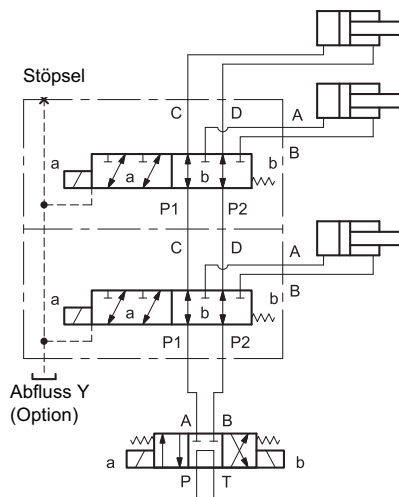 Stöpsel
C D A
B
a a b b
P1 P2
C D A
B
a a b b
P1 P2
Abfluss Y
(Option)
A B
a b
P T